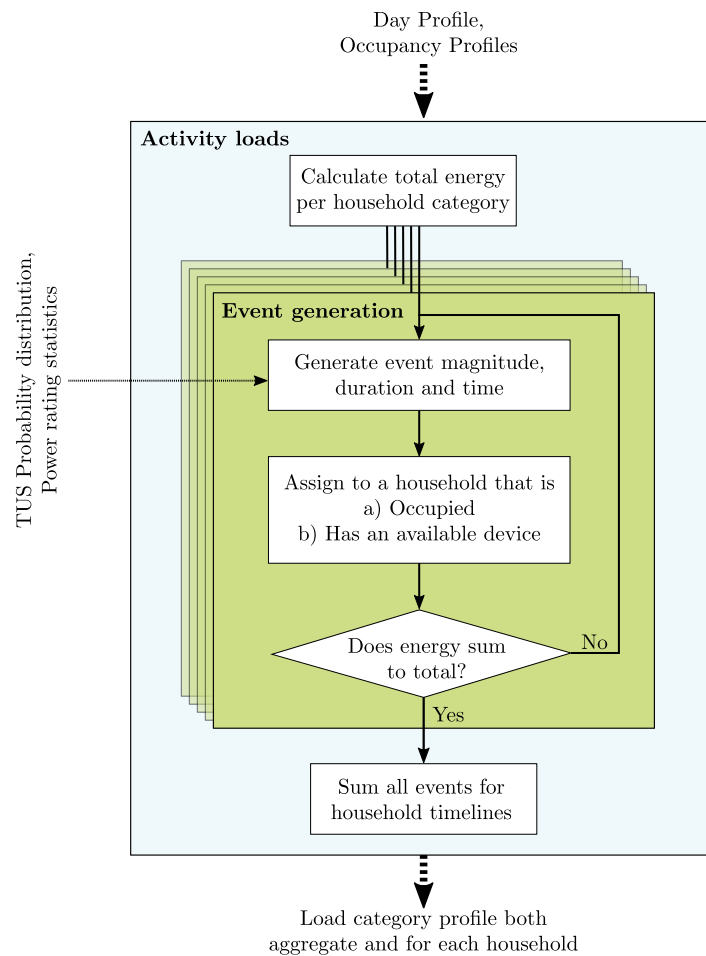 Day Profile,
Occupancy Profiles
Activity loads
Calculate total energy
per household category
TUS Probability distribution,
Power rating statistics
Event generation
Generate event magnitude,
duration and time
Assign to a household that is
a) Occupied
b) Has an available device
Does energy sum
to total?
No
Yes
Sum all events for
household timelines
Load category profile both
aggregate and for each household